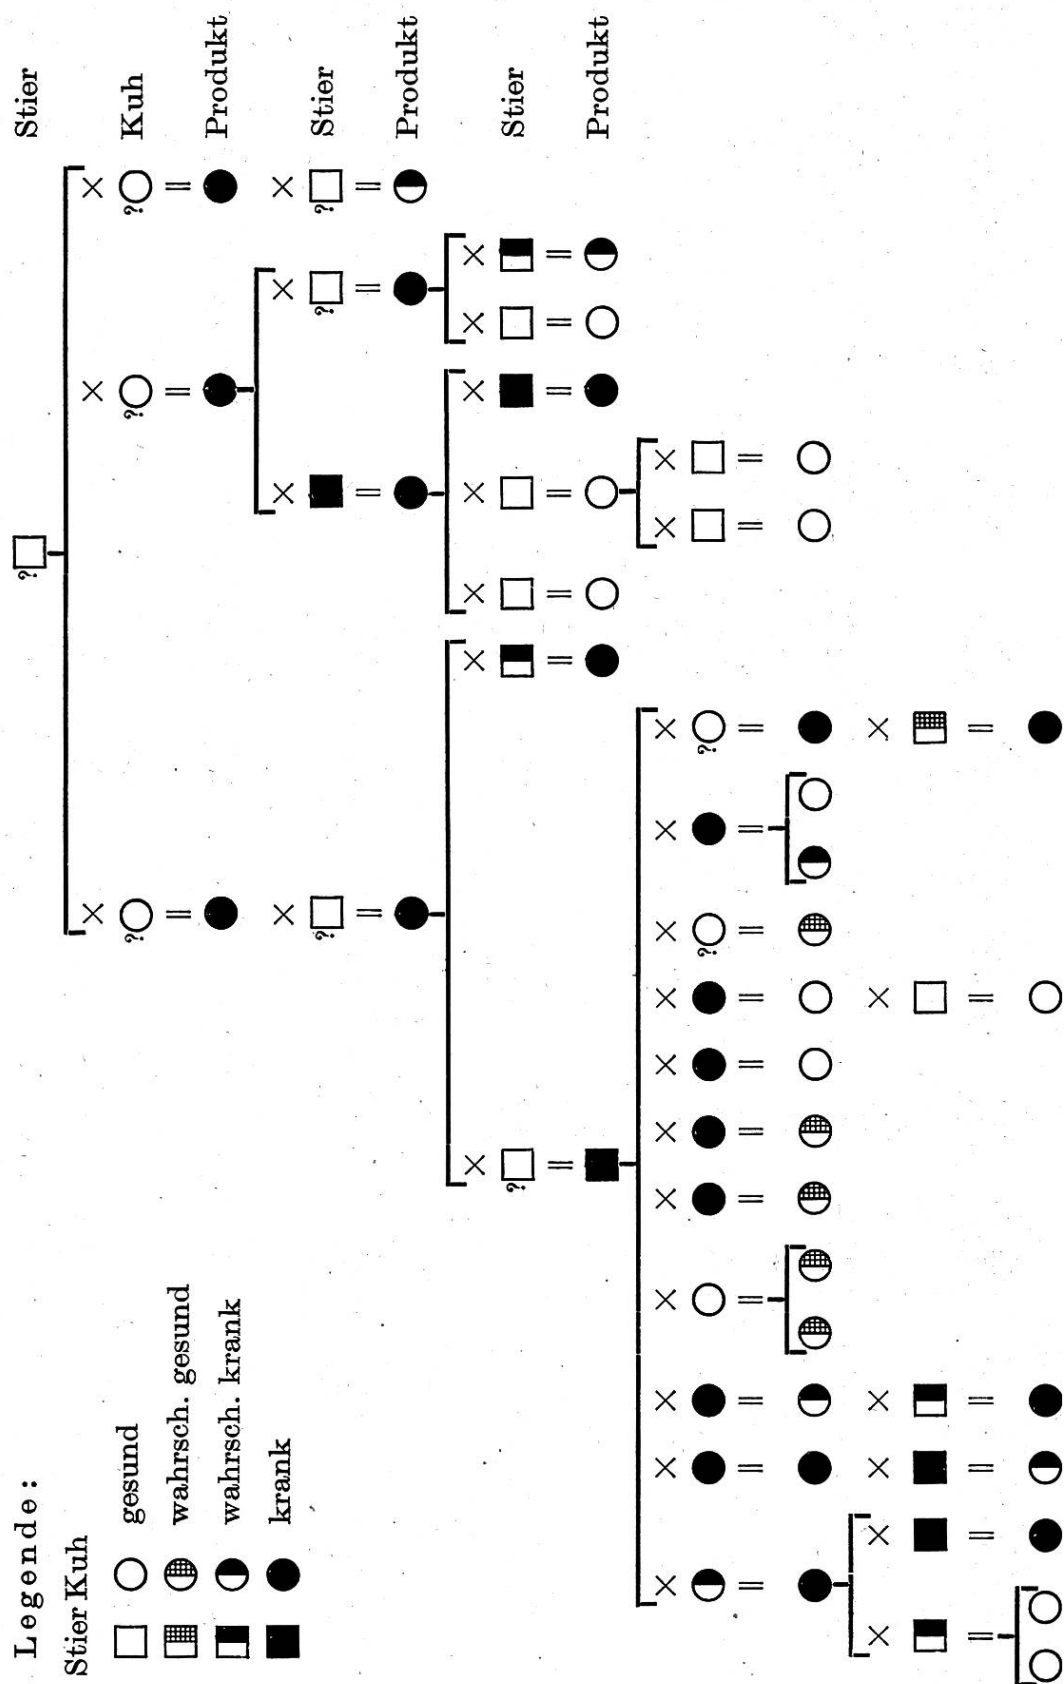 Legende:
Stier Kuh
gesund
wahrsch. gesund
wahrsch. krank
krank
Stier
Kuh
Produkt
Stier
Produkt
Stier
Produkt
?
× ? = × ? =
× ? =
× ? =
× =
× =
× =
× =
× =
× =
× =
× =
× ? = × ? =
× =
× ? =
× ? = × =
× =
× ? =
× = × =
× =
× =
× =
× =
× = × =
× = × =
× =
× =
× =